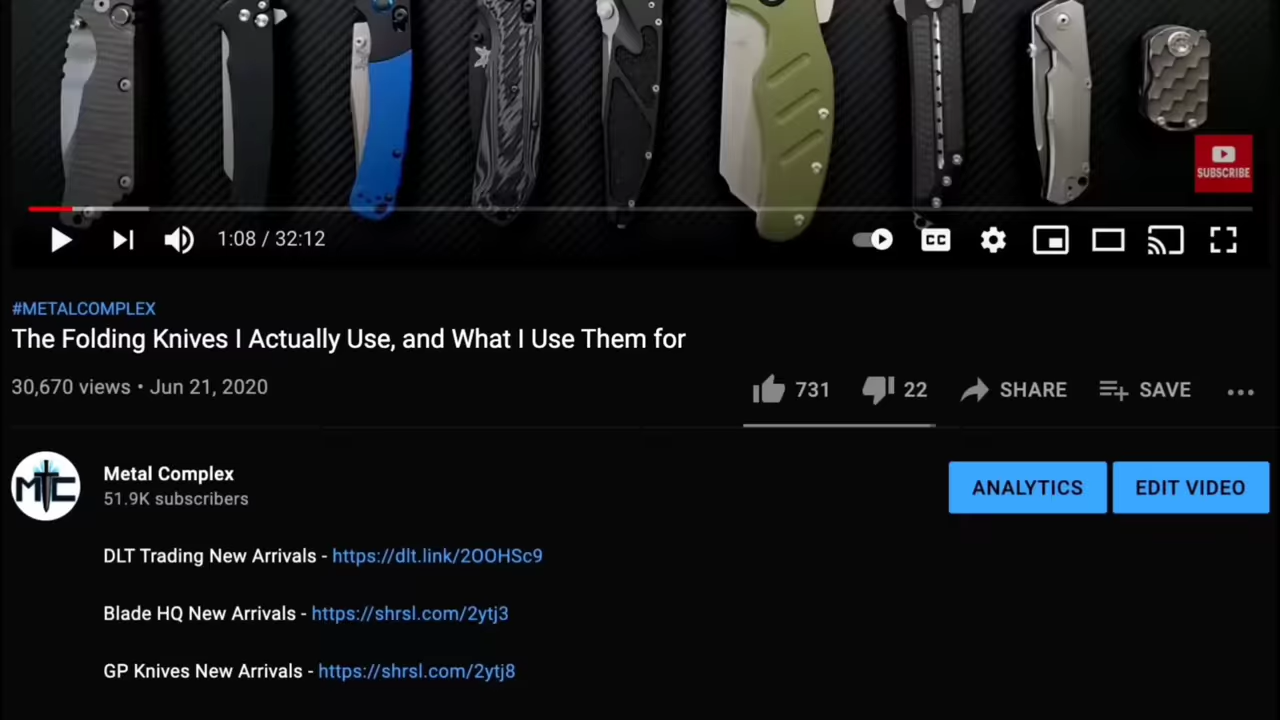 SUBSCRIBE
1:08 / 32:12
CC
#METALCOMPLEX
The Folding Knives I Actually Use, and What I Use Them for
30,670 views • Jun 21, 2020
731
22
SHARE
SAVE
MTC
Metal Complex
51.9K subscribers
ANALYTICS
EDIT VIDEO
DLT Trading New Arrivals - https://dlt.link/2OOHSc9
Blade HQ New Arrivals - https://shrsl.com/2ytj3
GP Knives New Arrivals - https://shrsl.com/2ytj8